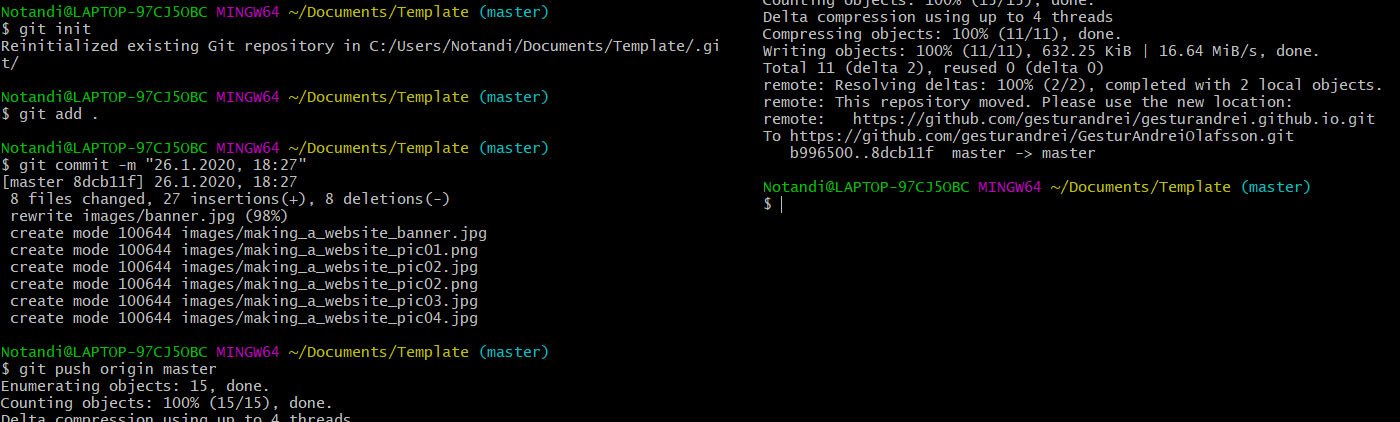 Notandi@LAPTOP-97CJ5OBC MINGW64 ~/Documents/Template (master)
$ git init
Reinitialized existing Git repository in C:/Users/Notandi/Documents/Template/.gi
t/
Notandi@LAPTOP-97CJ5OBC MINGW64 ~/Documents/Template (master)
$ git add .
Notandi@LAPTOP-97CJ5OBC MINGW64 ~/Documents/Template (master)
$ git commit -m "26.1.2020, 18:27"
[master 8dcb11f] 26.1.2020, 18:27
 8 files changed, 27 insertions(+), 8 deletions(-)
 rewrite images/banner.jpg (98%)
 create mode 100644 images/making_a_website_banner.jpg
 create mode 100644 images/making_a_website_pic01.png
 create mode 100644 images/making_a_website_pic02.jpg
 create mode 100644 images/making_a_website_pic02.png
 create mode 100644 images/making_a_website_pic03.jpg
 create mode 100644 images/making_a_website_pic04.jpg
Notandi@LAPTOP-97CJ5OBC MINGW64 ~/Documents/Template (master)
$ git push origin master
Enumerating objects: 15, done.
Counting objects: 100% (15/15), done.
Delta compression using up to 4 threads
Counting objects: 100% (15/15), done.
Delta compression using up to 4 threads
Compressing objects: 100% (11/11), done.
Writing objects: 100% (11/11), 632.25 KiB | 16.64 MiB/s, done.
Total 11 (delta 2), reused 0 (delta 0)
remote: Resolving deltas: 100% (2/2), completed with 2 local objects.
remote: This repository moved. Please use the new location:
remote:   https://github.com/gesturandrei/gesturandrei.github.io.git
To https://github.com/gesturandrei/GesturAndreiOlafsson.git
   b996500..8dcb11f  master -> master
Notandi@LAPTOP-97CJ5OBC MINGW64 ~/Documents/Template (master)
$